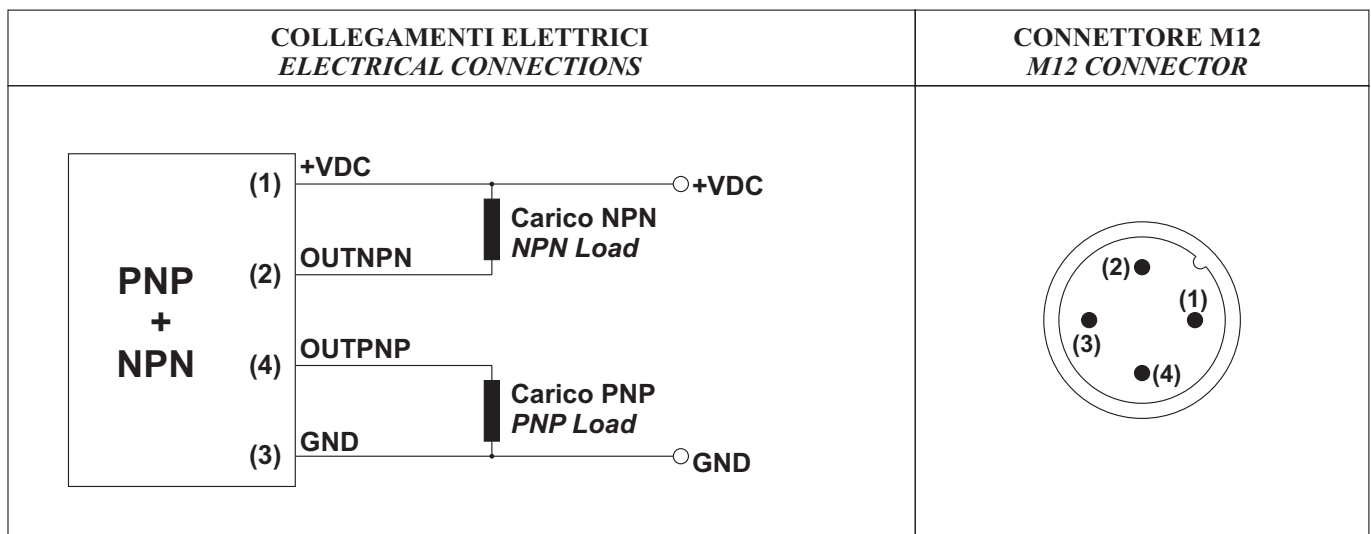 COLLEGAMENTI ELETTRICI
ELECTRICAL CONNECTIONS
CONNETTORE M12
M12 CONNECTOR
PNP
+
NPN
(1)
+VDC
+VDC
Carico NPN
NPN Load
(2)
OUTNPN
(4)
OUTPNP
Carico PNP
PNP Load
(3)
GND
GND
(2)
(1)
(3)
(4)